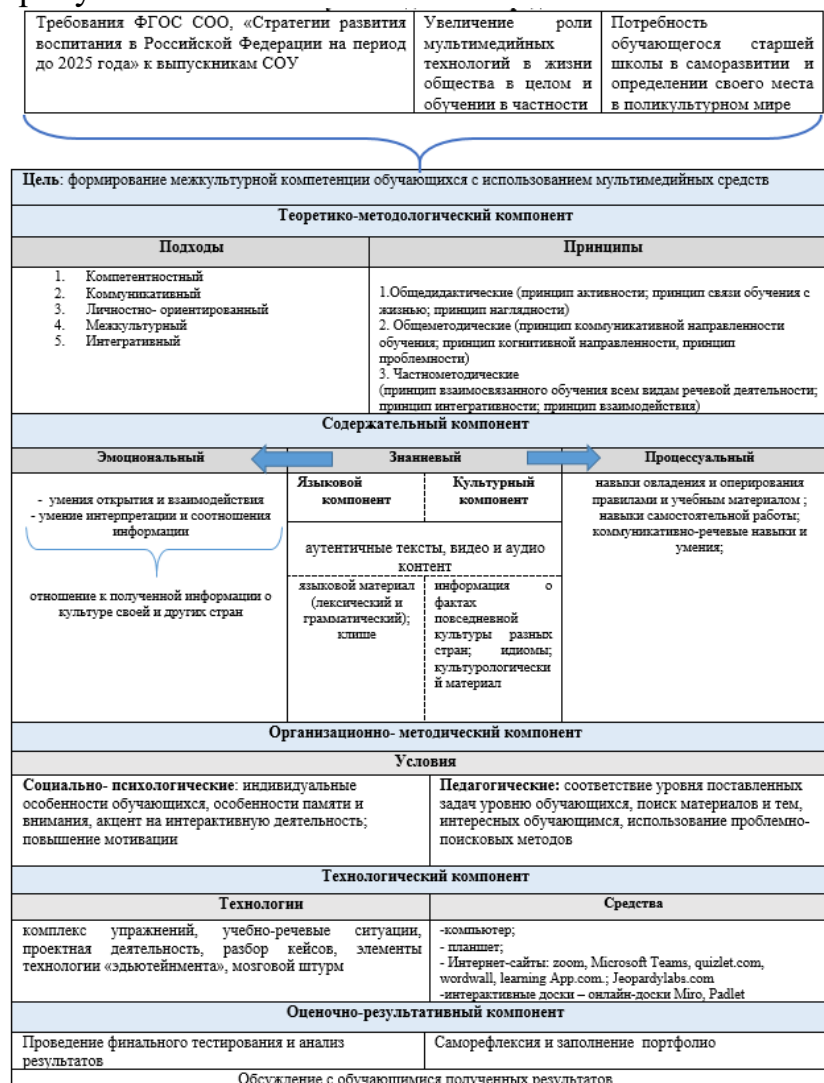 Требования ФГОС СОО, «Стратегии развития
воспитания в Российской Федерации на период
до 2025 года» к выпускникам СОУ
Увеличение роли
мультимедийных
технологий в жизни
общества в целом и
обучении в частности
Потребность
обучающегося старшей
школы в саморазвитии и
определении своего места
в поликультурном мире
Цель: формирование межкультурной компетенции обучающихся с использованием мультимедийных средств
Теоретико-методологический компонент
Подходы
Принципы
1. Компетентностный
2. Коммуникативный
3. Личностно- ориентированный
4. Межкультурный
5. Интегративный
1.Общедидактические (принцип активности; принцип связи обучения с
жизнью; принцип наглядности)
2. Общеметодические (принцип коммуникативной направленности
обучения; принцип когнитивной направленности, принцип
проблемности)
3. Частнометодические
(принцип взаимосвязанного обучения всем видам речевой деятельности;
принцип интегративности; принцип взаимодействия)
Содержательный компонент
Эмоциональный
Знанневый
Процессуальный
- умения открытия и взаимодействия
- умение интерпретации и соотношения
информации
отношение к полученной информации о
культуре своей и других стран
Языковой
компонент
Культурный
компонент
аутентичные тексты, видео и аудио
контент
языковой материал
(лексический и
грамматический);
клише
информация о
фактах
повседневной
культуры разных
стран; идиомы;
культурологически
й материал
навыки овладения и оперирования
правилами и учебным материалом ;
навыки самостоятельной работы;
коммуникативно-речевые навыки и
умения;
Организационно- методический компонент
Условия
Социально- психологические: индивидуальные
особенности обучающихся, особенности памяти и
внимания, акцент на интерактивную деятельность;
повышение мотивации
Педагогические: соответствие уровня поставленных
задач уровню обучающихся, поиск материалов и тем,
интересных обучающимся, использование проблемно-
поисковых методов
Технологический компонент
Технологии
Средства
комплекс упражнений, учебно-речевые ситуации,
проектная деятельность, разбор кейсов, элементы
технологии «эдьютейнмента», мозговой штурм
-компьютер;
- планшет;
- Интернет-сайты: zoom, Microsoft Teams, quizlet.com,
wordwall, learning App.com.; Jeopardylabs.com
-интерактивные доски – онлайн-доски Miro, Padlet
Оценочно-результативный компонент
Проведение финального тестирования и анализ
результатов
Саморефлексия и заполнение портфолио
Обсуждение с обучающимися полученных результатов